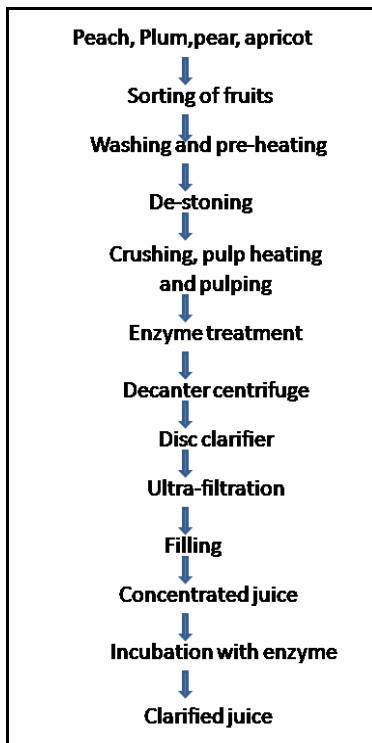 Peach, Plum,pear, apricot
Sorting of fruits
Washing and pre-heating
De-stoning
Crushing, pulp heating
and pulping
Enzyme treatment
Decanter centrifuge
Disc clarifier
Ultra-filtration
Filling
Concentrated juice
Incubation with enzyme
Clarified juice